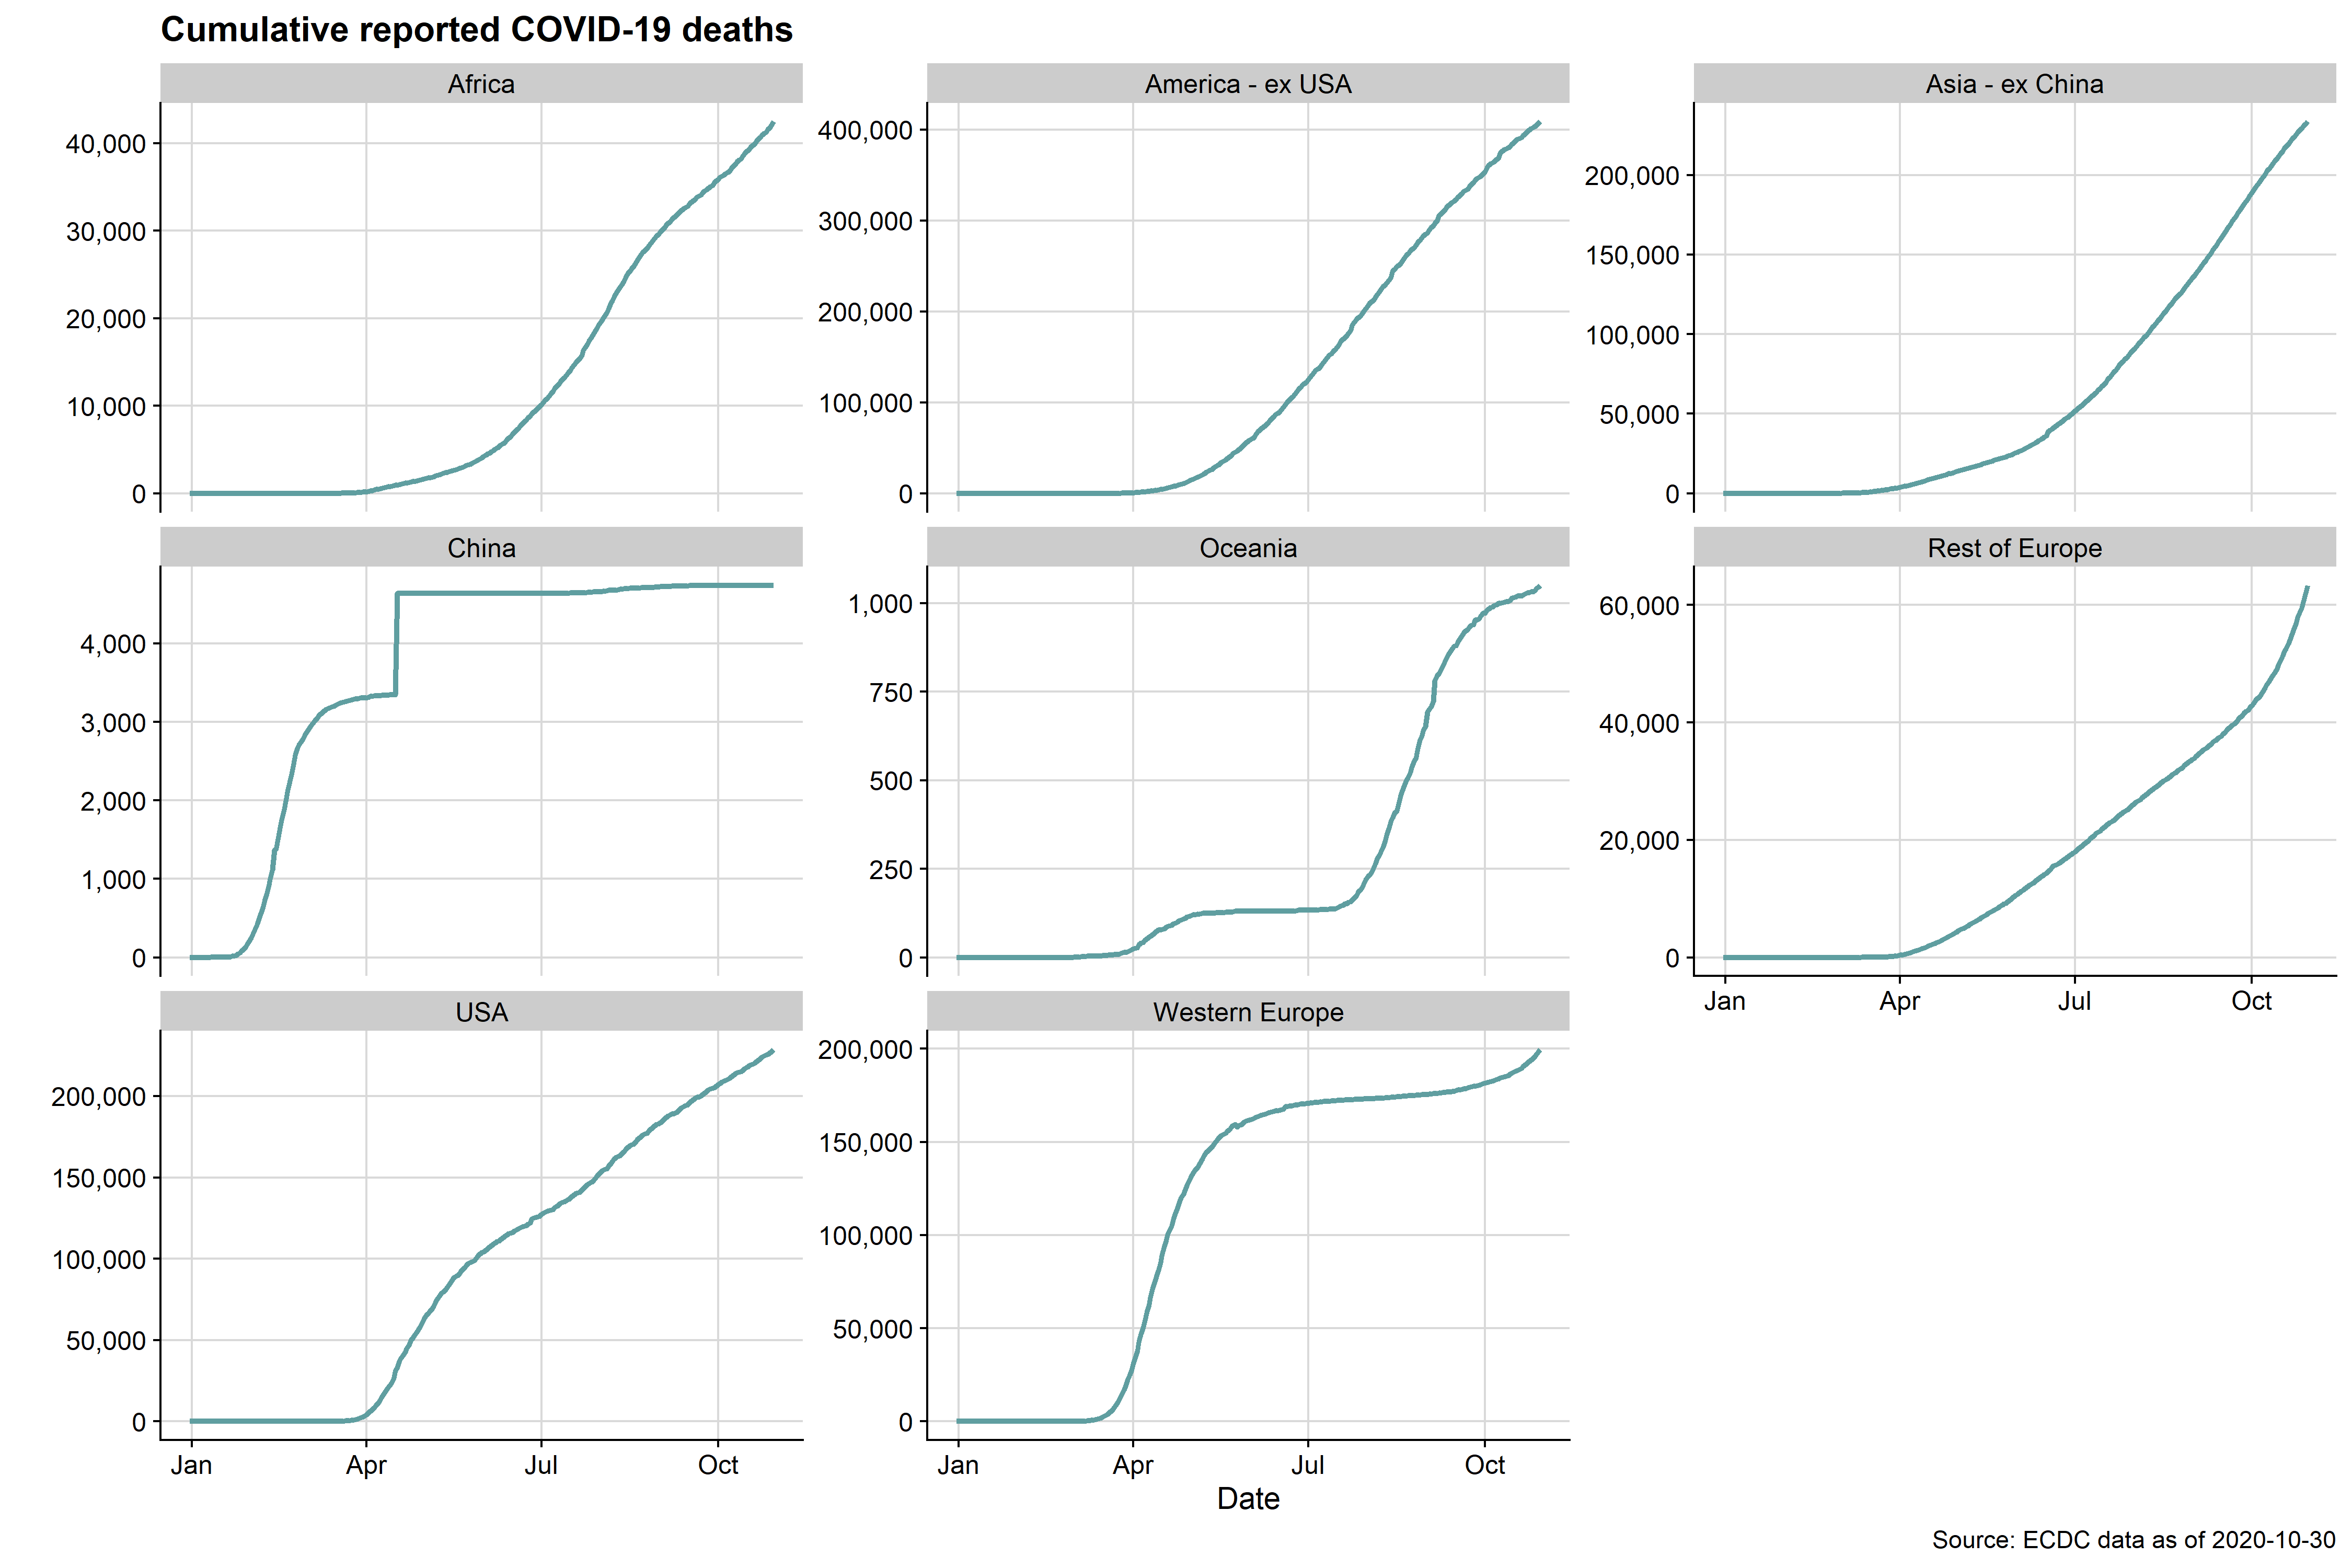 Cumulative reported COVID-19 deaths
Africa
America - ex USA
Asia - ex China
40,000
30,000
20,000
10,000
0
400,000
300,000
200,000
100,000
0
200,000
150,000
100,000
50,000
0
China
Oceania
Rest of Europe
4,000
3,000
2,000
1,000
0
1,000
750
500
250
0
60,000
40,000
20,000
0
Jan Apr Jul Oct
USA
Western Europe
200,000
150,000
100,000
50,000
0
Jan Apr Jul Oct
200,000
150,000
100,000
50,000
0
Jan Apr Jul Oct
Date
Source: ECDC data as of 2020-10-30